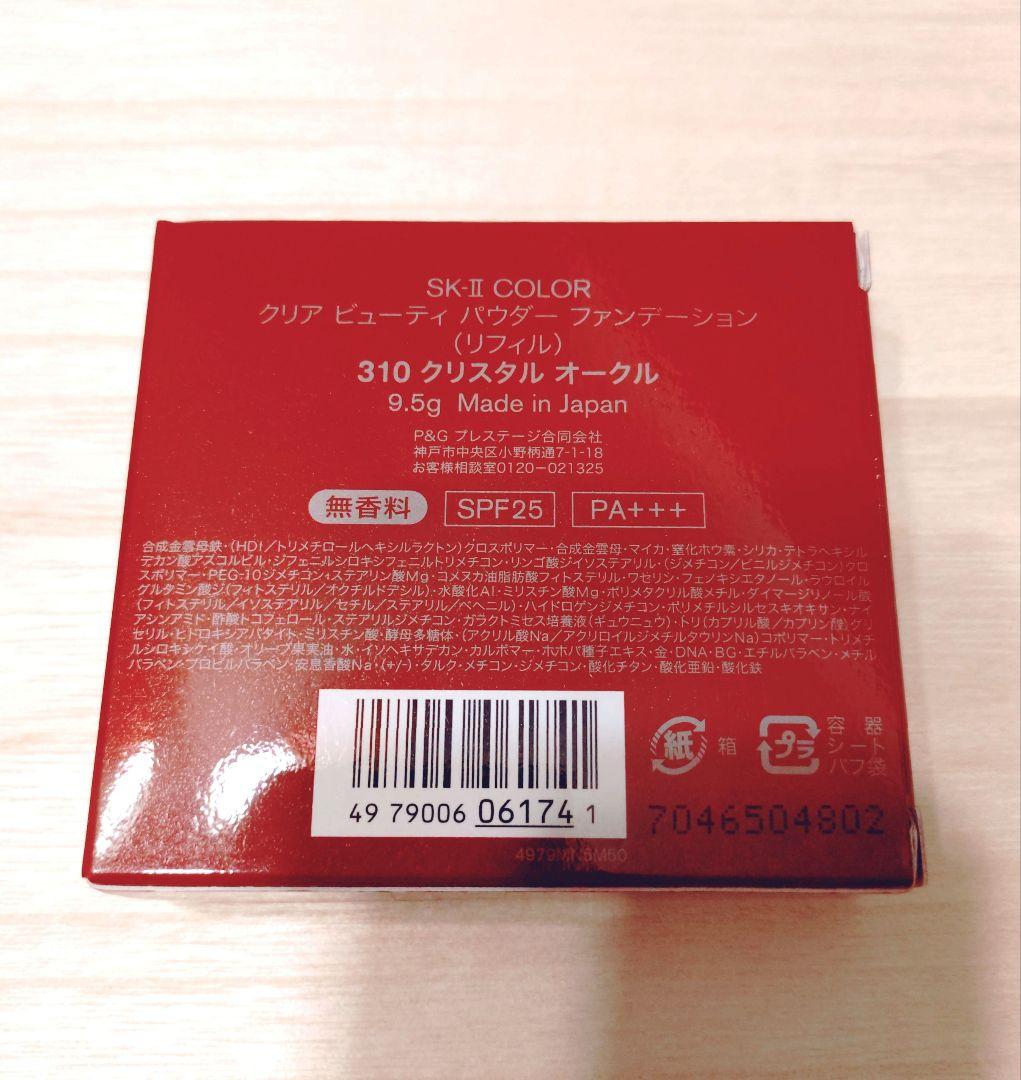 SK-II COLOR
クリア ビューティ パウダー ファンデーション
(リフィル)
310 クリスタル オークル
9.5g Made in Japan
P&G プレステージ合同会社
神戸市中央区小野柄通7-1-18
お客様相談室0120-021325
無香料 SPF25 PA+++
合成金雲母鉄・(HDI/トリメチロールヘキシルラクトン)クロスポリマー・合成金雲母・マイカ・窒化ホウ素・シリカ・テトラヘキシル
デカン酸アスコルビル・ジフェニルシロキシフェニルトリメチコン・リンゴ酸ジイソステアリル・(ジメチコン/ビニルジメチコン)クロ
スポリマー・PEG-10ジメチコン・ステアリン酸Mg・コメヌカ油脂肪酸フィトステリル・ワセリン・フェノキシエタノール・ラウロイル
グルタミン酸ジ(フィトステリル/オクチルドデシル)・水酸化Al・ミリスチン酸Mg・ポリメタクリル酸メチル・ダイマージリノール酸
(フィトステリル/イソステアリル/セチル/ステアリル/ベヘニル)・ハイドロゲンジメチコン・ポリメチルシルセスキオキサン・ナイ
アシンアミド・酢酸トコフェロール・ステアリルジメチコン・ガラクトミセス培養液(ギュウニュウ)・トリ(カプリル酸/カプリン酸)グリ
セリル・ヒドロキシアパタイト・ミリスチン酸・酵母多糖体・(アクリル酸Na/アクリロイルジメチルタウリンNa)コポリマー・トリメチ
ルシロキシケイ酸・オリーブ果実油・水・イソヘキサデカン・カルボマー・ホホバ種子エキス・金・DNA・BG・エチルパラベン・メチル
パラベン・プロピルパラベン・安息香酸Na・(+/-)・タルク・メチコン・ジメチコン・酸化チタン・酸化亜鉛・酸化鉄
紙 箱
プラ 容器
シート
パフ袋
49 79006 06174 1
7046504802